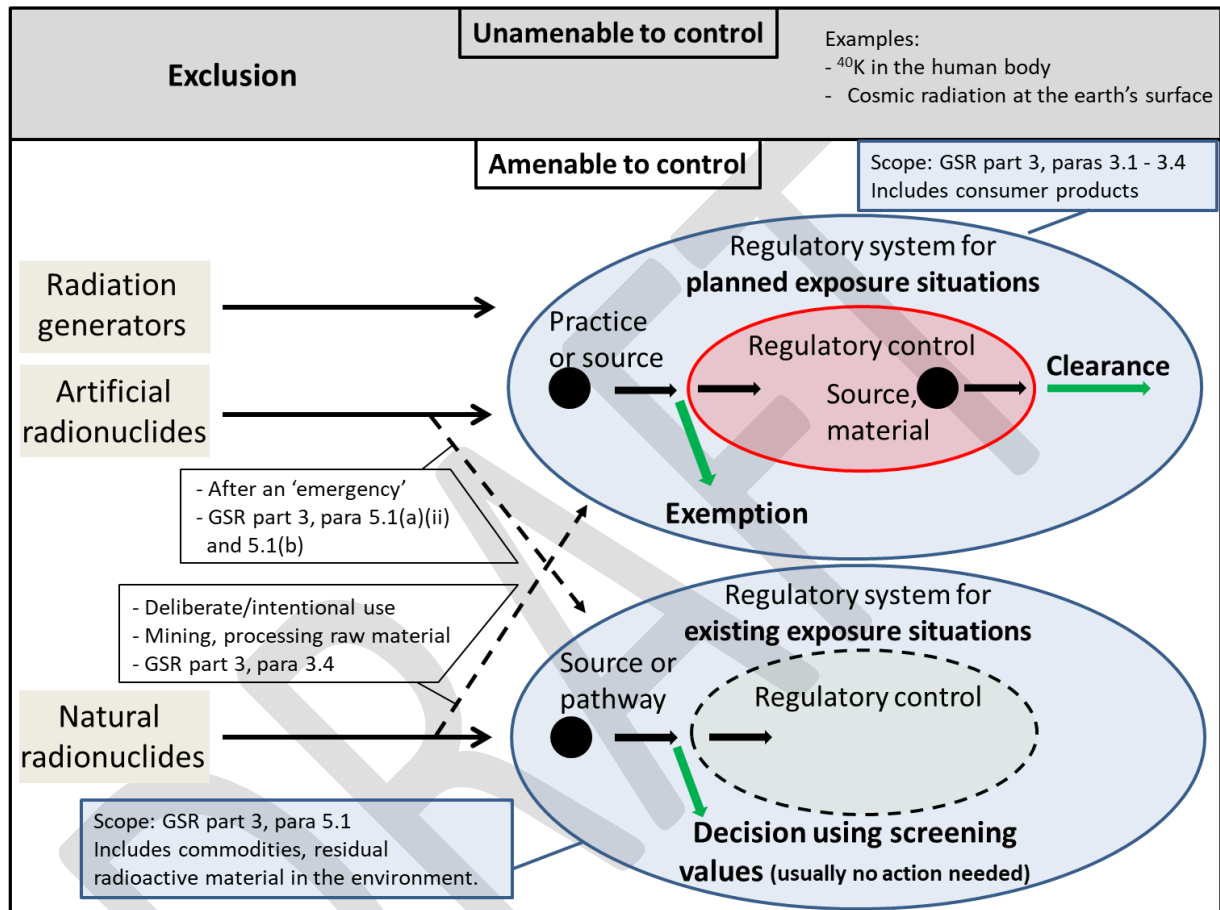 Unamenable to control
Exclusion
Examples:
- ⁴⁰K in the human body
- Cosmic radiation at the earth's surface
Amenable to control
Scope: GSR part 3, paras 3.1 - 3.4
Includes consumer products
Regulatory system for
planned exposure situations
Radiation
generators
Practice
or source
Regulatory control
Clearance
Source,
material
Artificial
radionuclides
- After an ‘emergency’
- GSR part 3, para 5.1(a)(ii)
and 5.1(b)
Exemption
- Deliberate/intentional use
- Mining, processing raw material
- GSR part 3, para 3.4
Regulatory system for
existing exposure situations
Source or
pathway
Regulatory control
Natural
radionuclides
Scope: GSR part 3, para 5.1
Includes commodities, residual
radioactive material in the environment.
Decision using screening
values (usually no action needed)
DRAFT